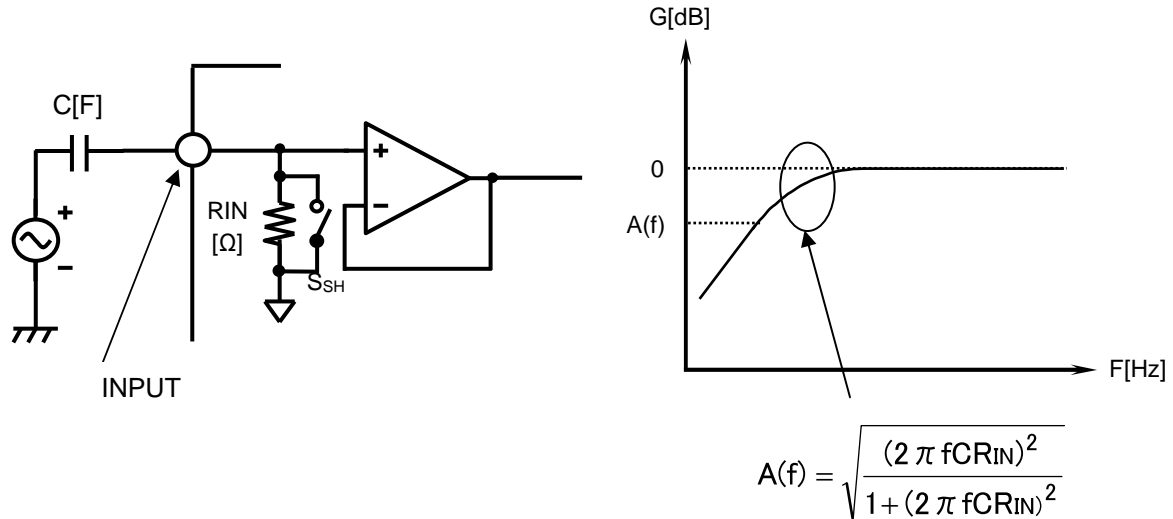 C[F]
+
−
INPUT
RIN
[Ω]
SSH
+
−
G[dB]
0
A(f)
F[Hz]
A(f) = √((2πfCRIN)² / (1+(2πfCRIN)²))